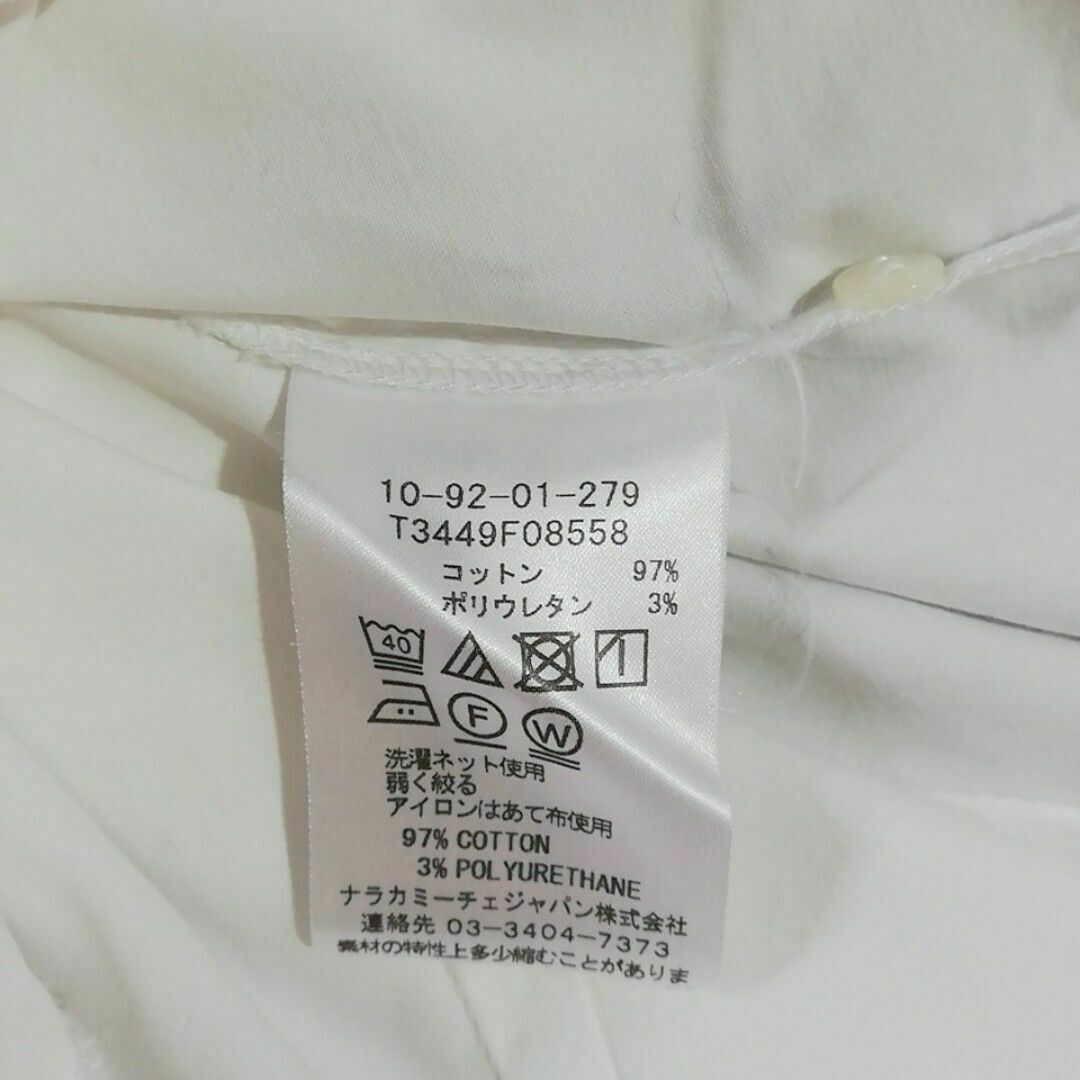 10-92-01-279
T3449F08558
コットン 97%
ポリウレタン 3%
40
F W
洗濯ネット使用
弱く絞る
アイロンはあて布使用
97% COTTON
3% POLYURETHANE
ナラカミーチェジャパン株式会社
連絡先 03-3404-7373
素材の特性上多少縮むことがありま